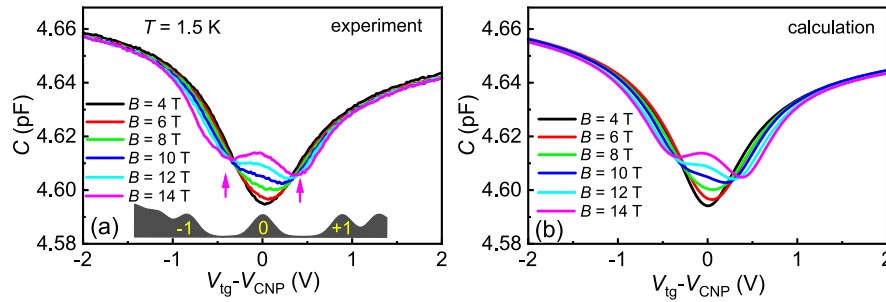 T = 1.5 K
experiment
4.66
4.64
4.62
4.60
4.58
C (pF)
B = 4 T
B = 6 T
B = 8 T
B = 10 T
B = 12 T
B = 14 T
(a)
-1 0 +1
-2 -1 0 1 2
Vtg-VCNP (V)
calculation
4.66
4.64
4.62
4.60
4.58
C (pF)
B = 4 T
B = 6 T
B = 8 T
B = 10 T
B = 12 T
B = 14 T
(b)
-2 -1 0 1 2
Vtg-VCNP (V)